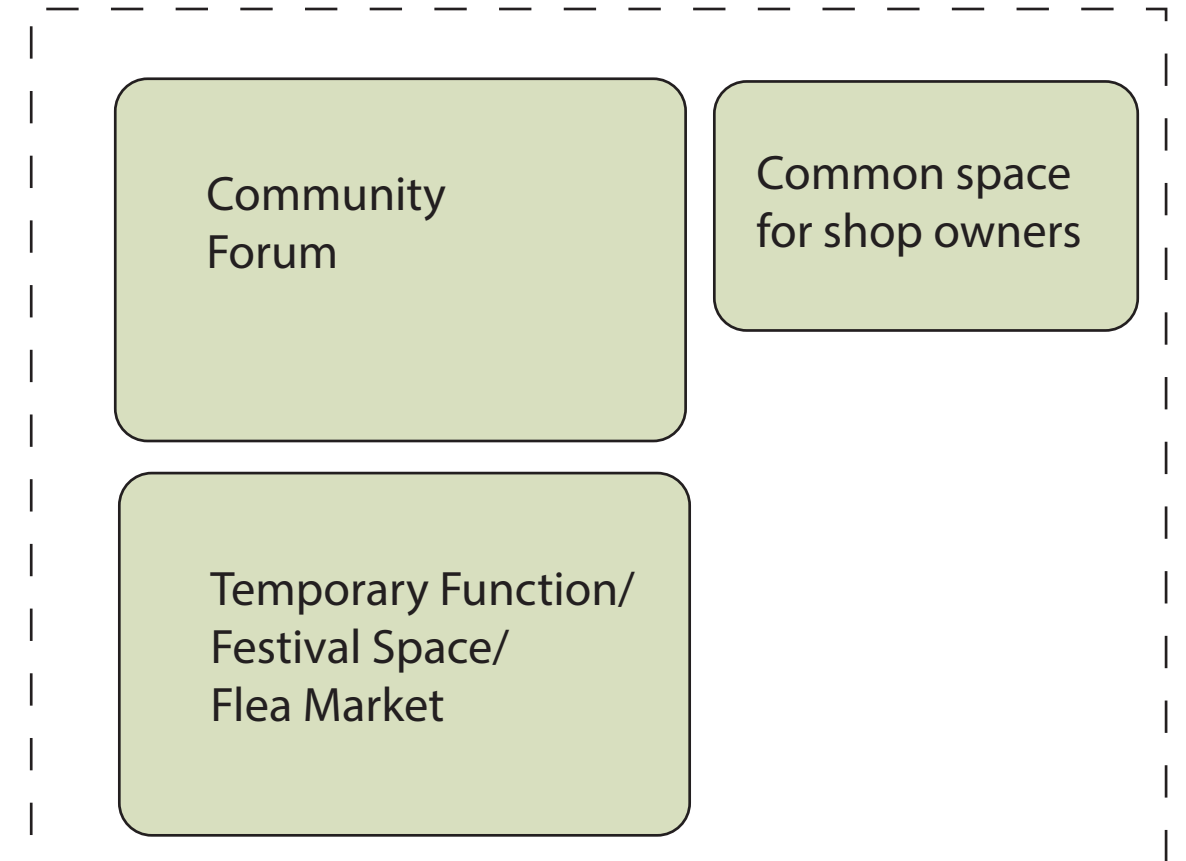 Community
Forum
Common space
for shop owners
Temporary Function/
Festival Space/
Flea Market